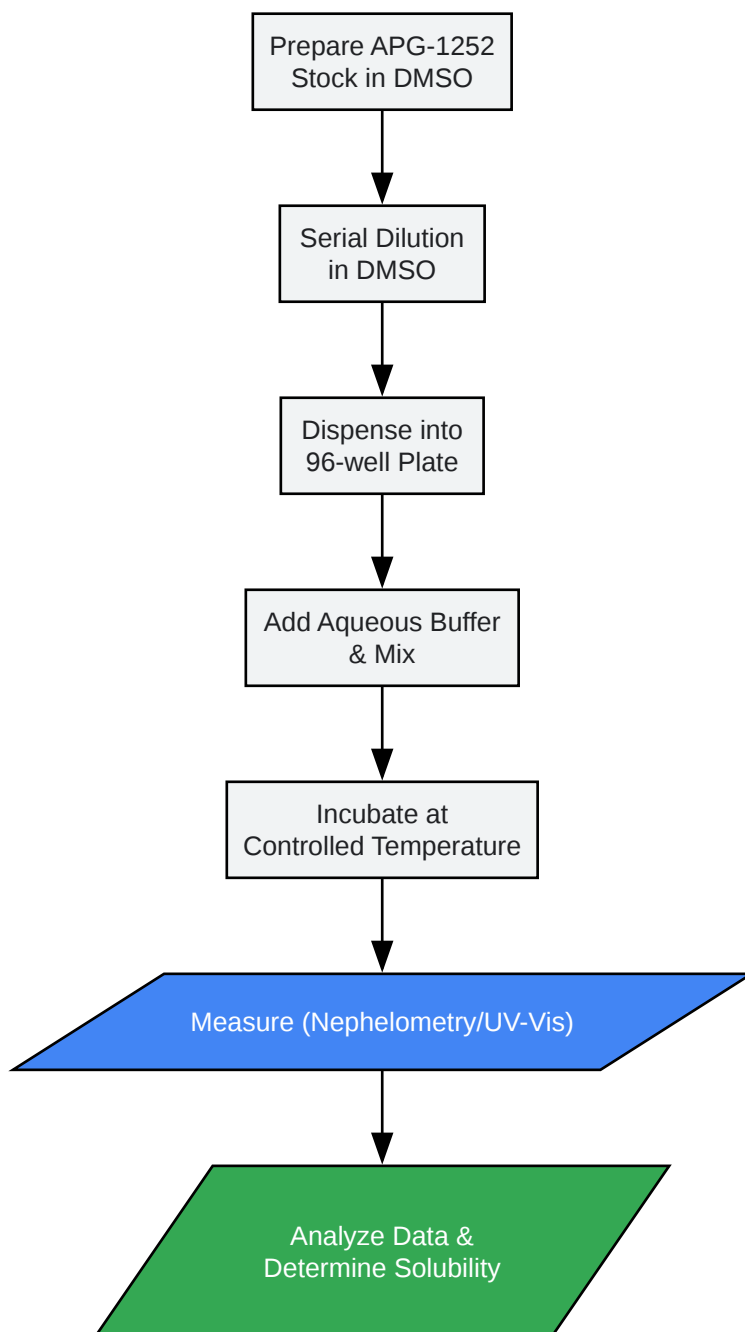 Prepare APG-1252
Stock in DMSO
Serial Dilution
in DMSO
Dispense into
96-well Plate
Add Aqueous Buffer
& Mix
Incubate at
Controlled Temperature
Measure (Nephelometry/UV-Vis)
Analyze Data &
Determine Solubility